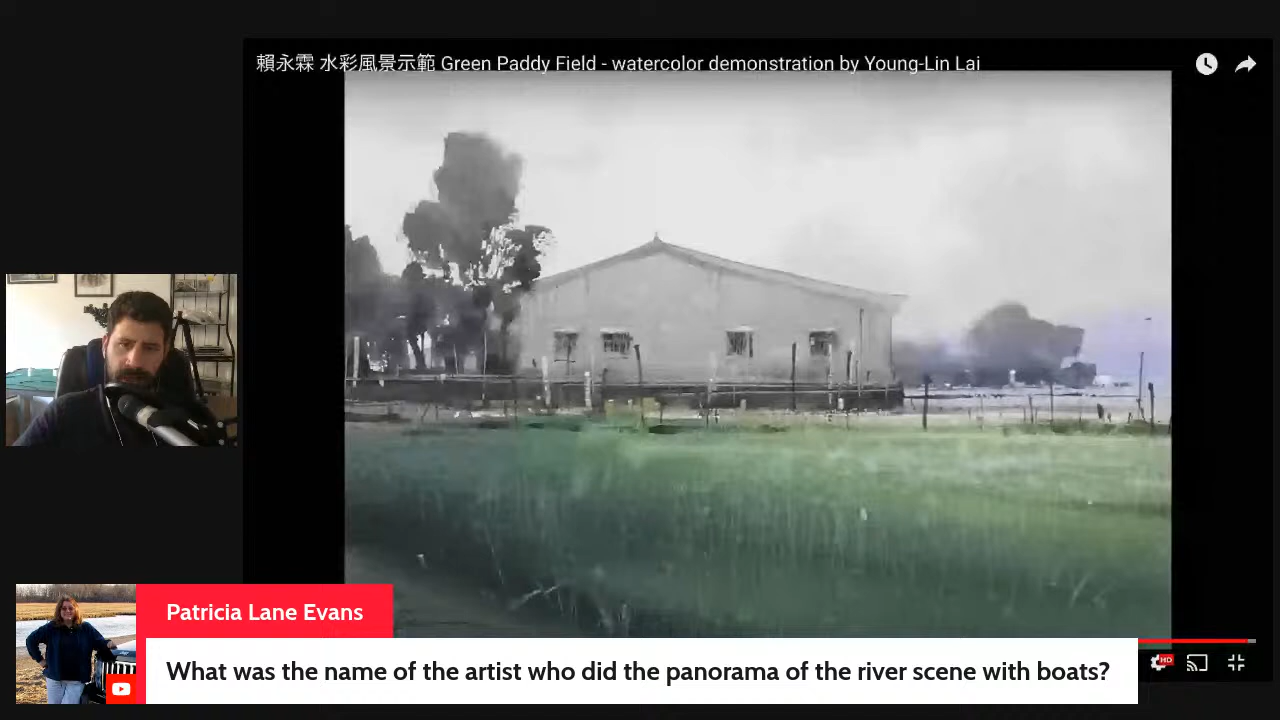 賴永霖 水彩風景示範 Green Paddy Field - watercolor demonstration by Young-Lin Lai
Patricia Lane Evans
What was the name of the artist who did the panorama of the river scene with boats?
HD